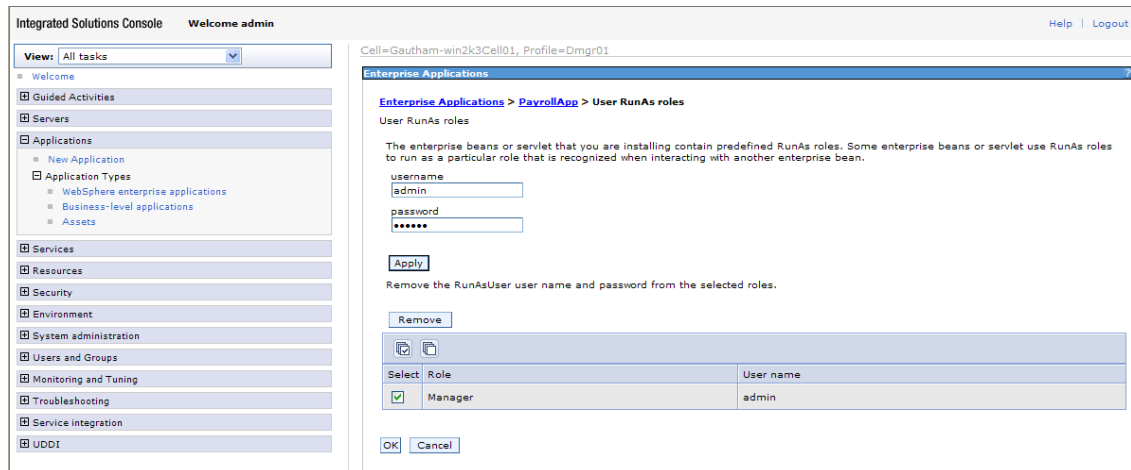 Integrated Solutions Console Welcome admin
Help | Logout
View: All tasks
Welcome
Guided Activities
Servers
Applications
New Application
Application Types
WebSphere enterprise applications
Business-level applications
Assets
Services
Resources
Security
Environment
System administration
Users and Groups
Monitoring and Tuning
Troubleshooting
Service integration
UDDI
Cell=Gautham-win2k3Cell01, Profile=Dmgr01
Enterprise Applications ?
Enterprise Applications > PayrollApp > User RunAs roles
User RunAs roles
The enterprise beans or servlet that you are installing contain predefined RunAs roles. Some enterprise beans or servlet use RunAs roles
to run as a particular role that is recognized when interacting with another enterprise bean.
username
admin
password
••••••
Apply
Remove the RunAsUser user name and password from the selected roles.
Remove
Select Role User name
Manager admin
OK Cancel